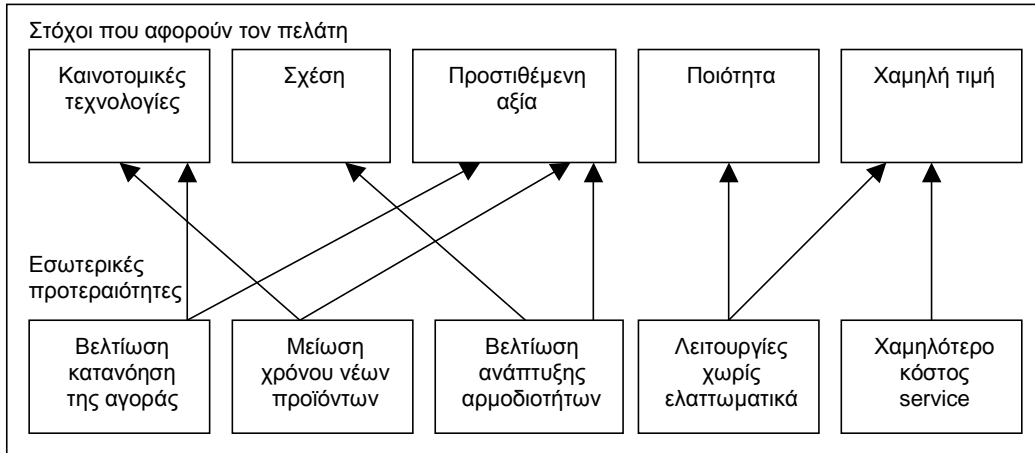 Στόχοι που αφορούν τον πελάτη
Καινοτομικές
τεχνολογίες
Σχέση
Προστιθέμενη
αξία
Ποιότητα
Χαμηλή τιμή
Εσωτερικές
προτεραιότητες
Βελτίωση
κατανόηση
της αγοράς
Μείωση
χρόνου νέων
προϊόντων
Βελτίωση
ανάπτυξης
αρμοδιοτήτων
Λειτουργίες
χωρίς
ελαττωματικά
Χαμηλότερο
κόστος
service